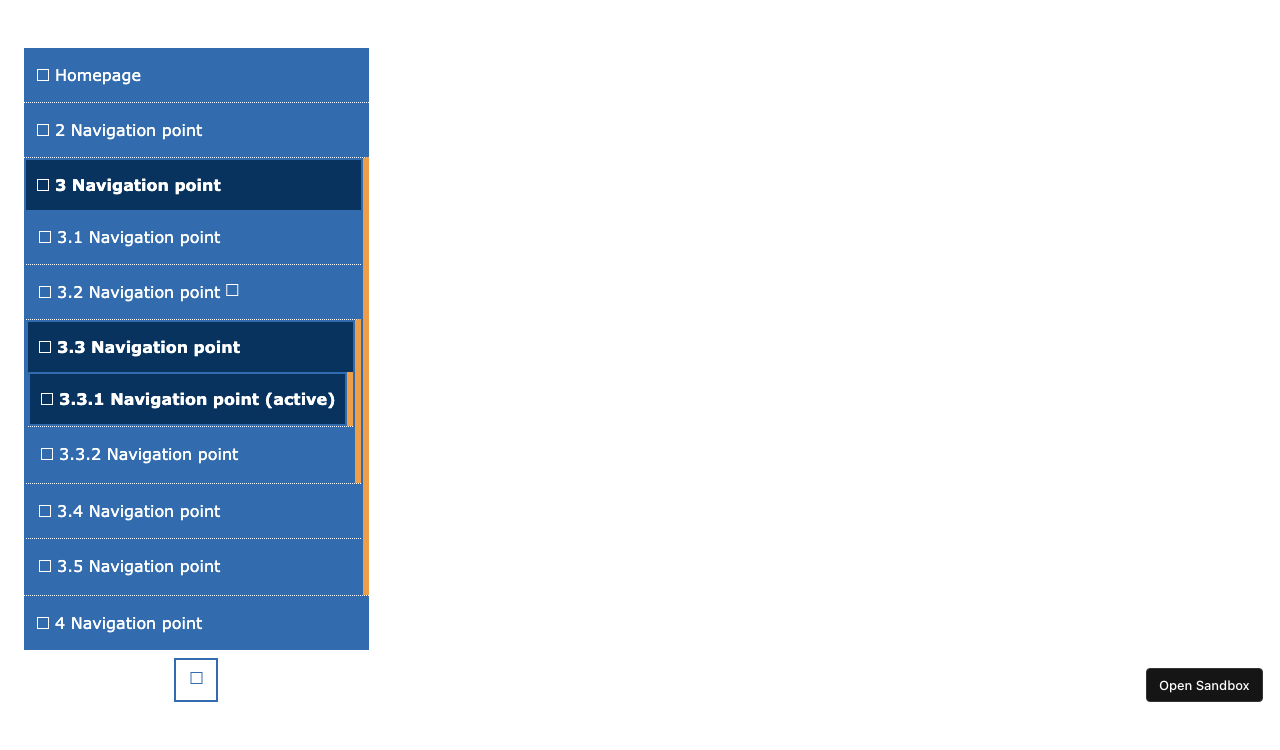 Homepage
2 Navigation point
3 Navigation point
3.1 Navigation point
3.2 Navigation point
3.3 Navigation point
3.3.1 Navigation point (active)
3.3.2 Navigation point
3.4 Navigation point
3.5 Navigation point
4 Navigation point
Open Sandbox